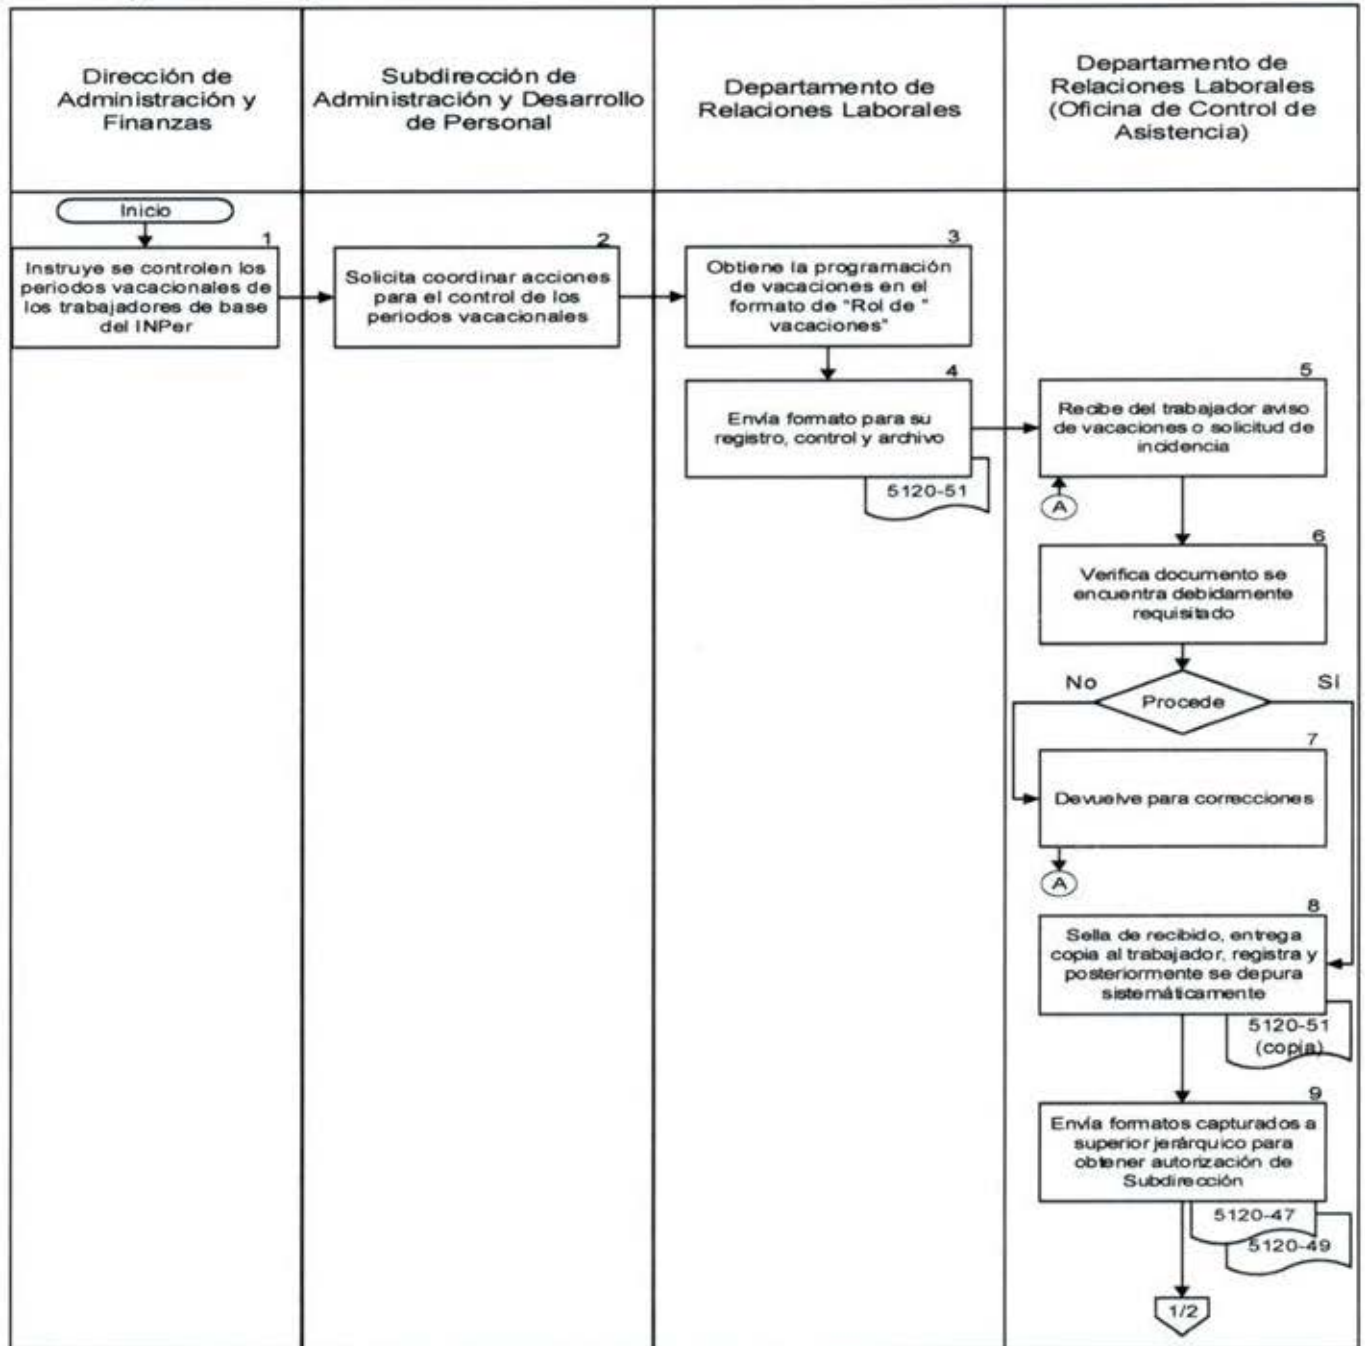 Dirección de
Administración y
Finanzas
Subdirección de
Administración y Desarrollo
de Personal
Departamento de
Relaciones Laborales
Departamento de
Relaciones Laborales
(Oficina de Control de
Asistencia)
Inicio
1
Instruye se controlen los
periodos vacacionales de
los trabajadores de base
del INPer
2
Solicita coordinar acciones
para el control de los
periodos vacacionales
3
Obtiene la programación
de vacaciones en el
formato de "Rol de "
vacaciones"
4
Envía formato para su
registro, control y archivo
5120-51
5
Recibe del trabajador aviso
de vacaciones o solicitud de
incidencia
A
6
Verifica documento se
encuentra debidamente
requisitado
No
Sí
Procede
7
Devuelve para correcciones
A
8
Sella de recibido, entrega
copia al trabajador, registra y
posteriormente se depura
sistemáticamente
5120-51
(copia)
9
Envía formatos capturados a
superior jerárquico para
obtener autorización de
Subdirección
5120-47
5120-49
1/2